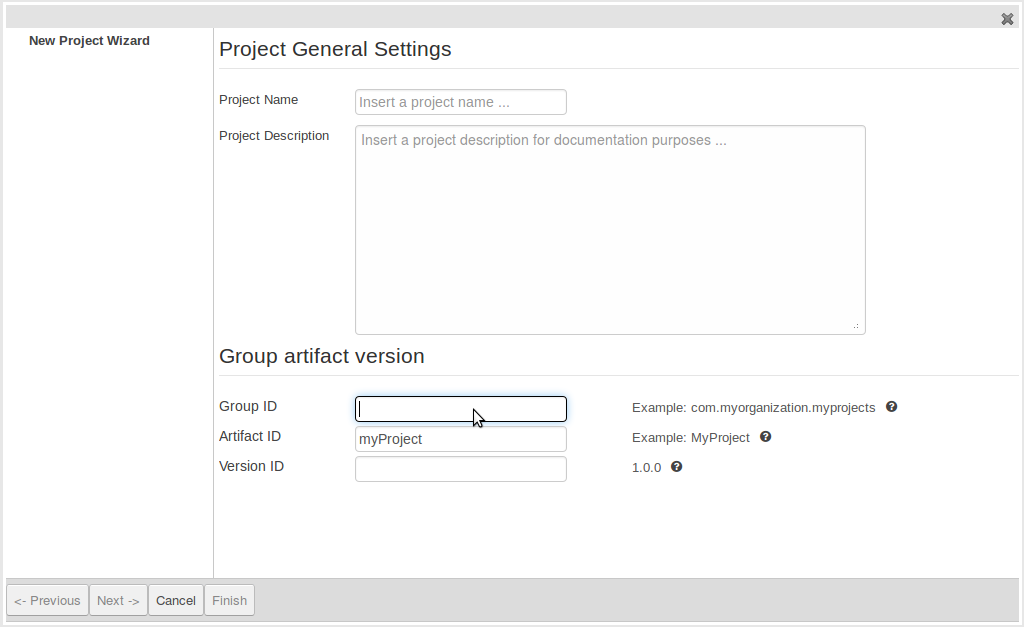 New Project Wizard
Project General Settings
Project Name
Insert a project name ...
Project Description
Insert a project description for documentation purposes ...
Group artifact version
Group ID
Example: com.myorganization.myprojects
Artifact ID
myProject
Example: MyProject
Version ID
1.0.0
<- Previous
Next ->
Cancel
Finish